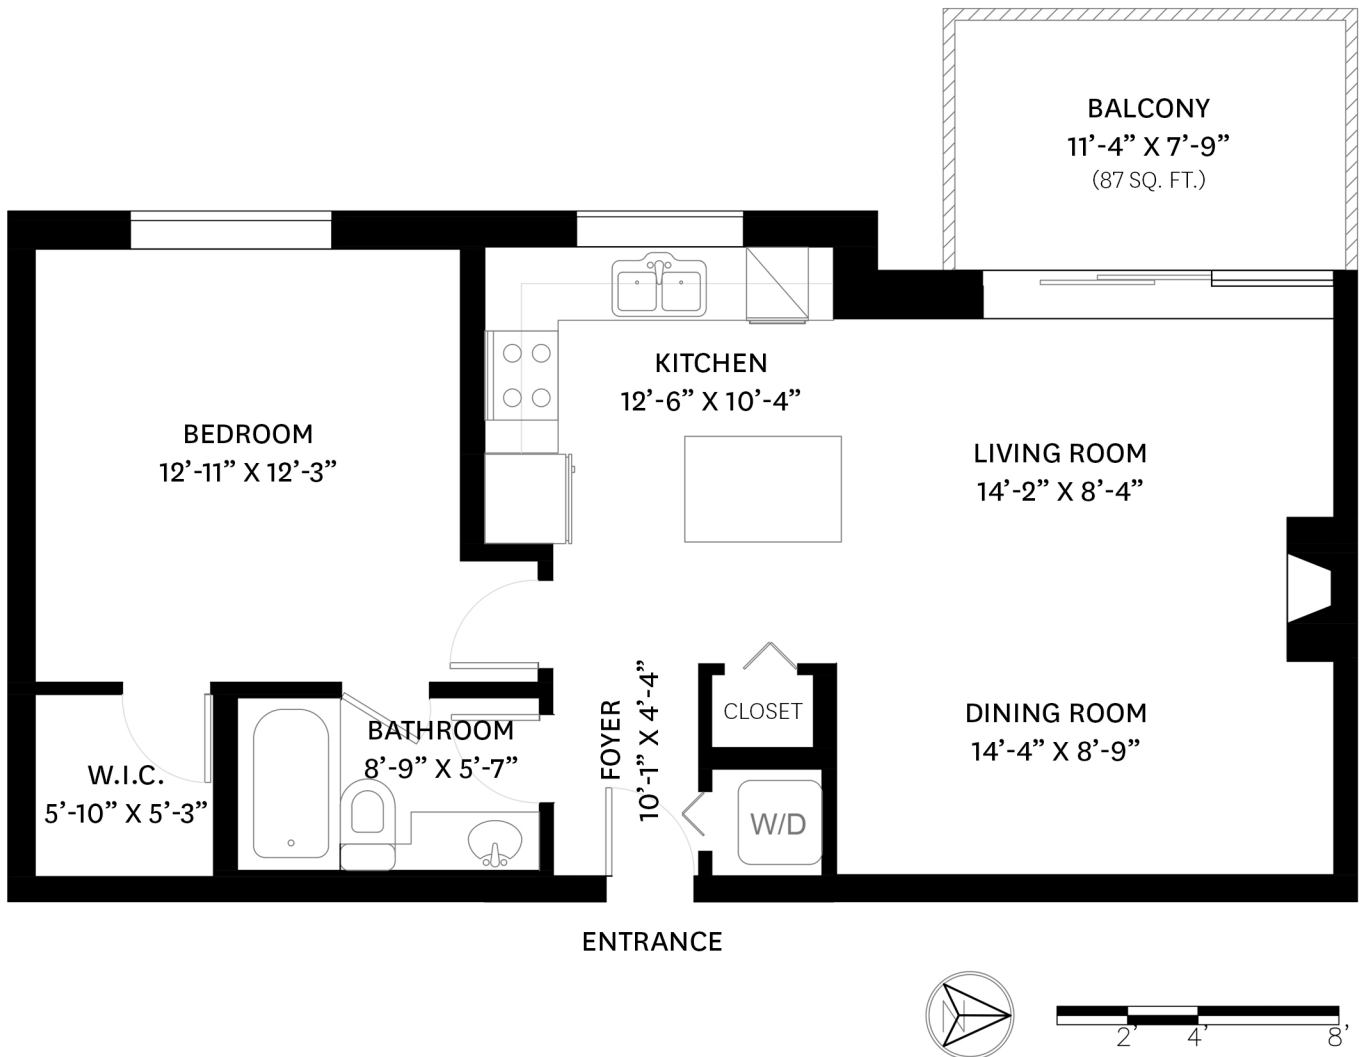 BALCONY
11’-4” X 7’-9”
(87 SQ. FT.)
KITCHEN
12’-6” X 10’-4”
BEDROOM
12’-11” X 12’-3”
LIVING ROOM
14’-2” X 8’-4”
FOYER
10’-1” X 4’-4”
CLOSET
DINING ROOM
14’-4” X 8’-9”
BATHROOM
8’-9” X 5’-7”
W.I.C.
5’-10” X 5’-3”
W/D
ENTRANCE
N
2’ 4’ 8’